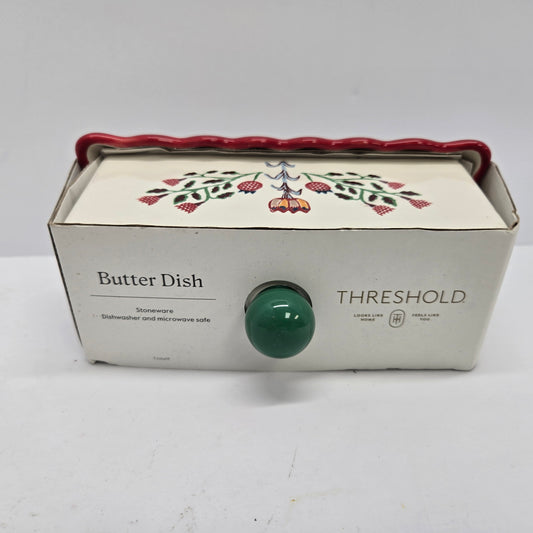 Butter Dish
Stoneware
Dishwasher and microwave safe
THRESHOLD
LOOKS LIKE HOME
FEELS LIKE YOU